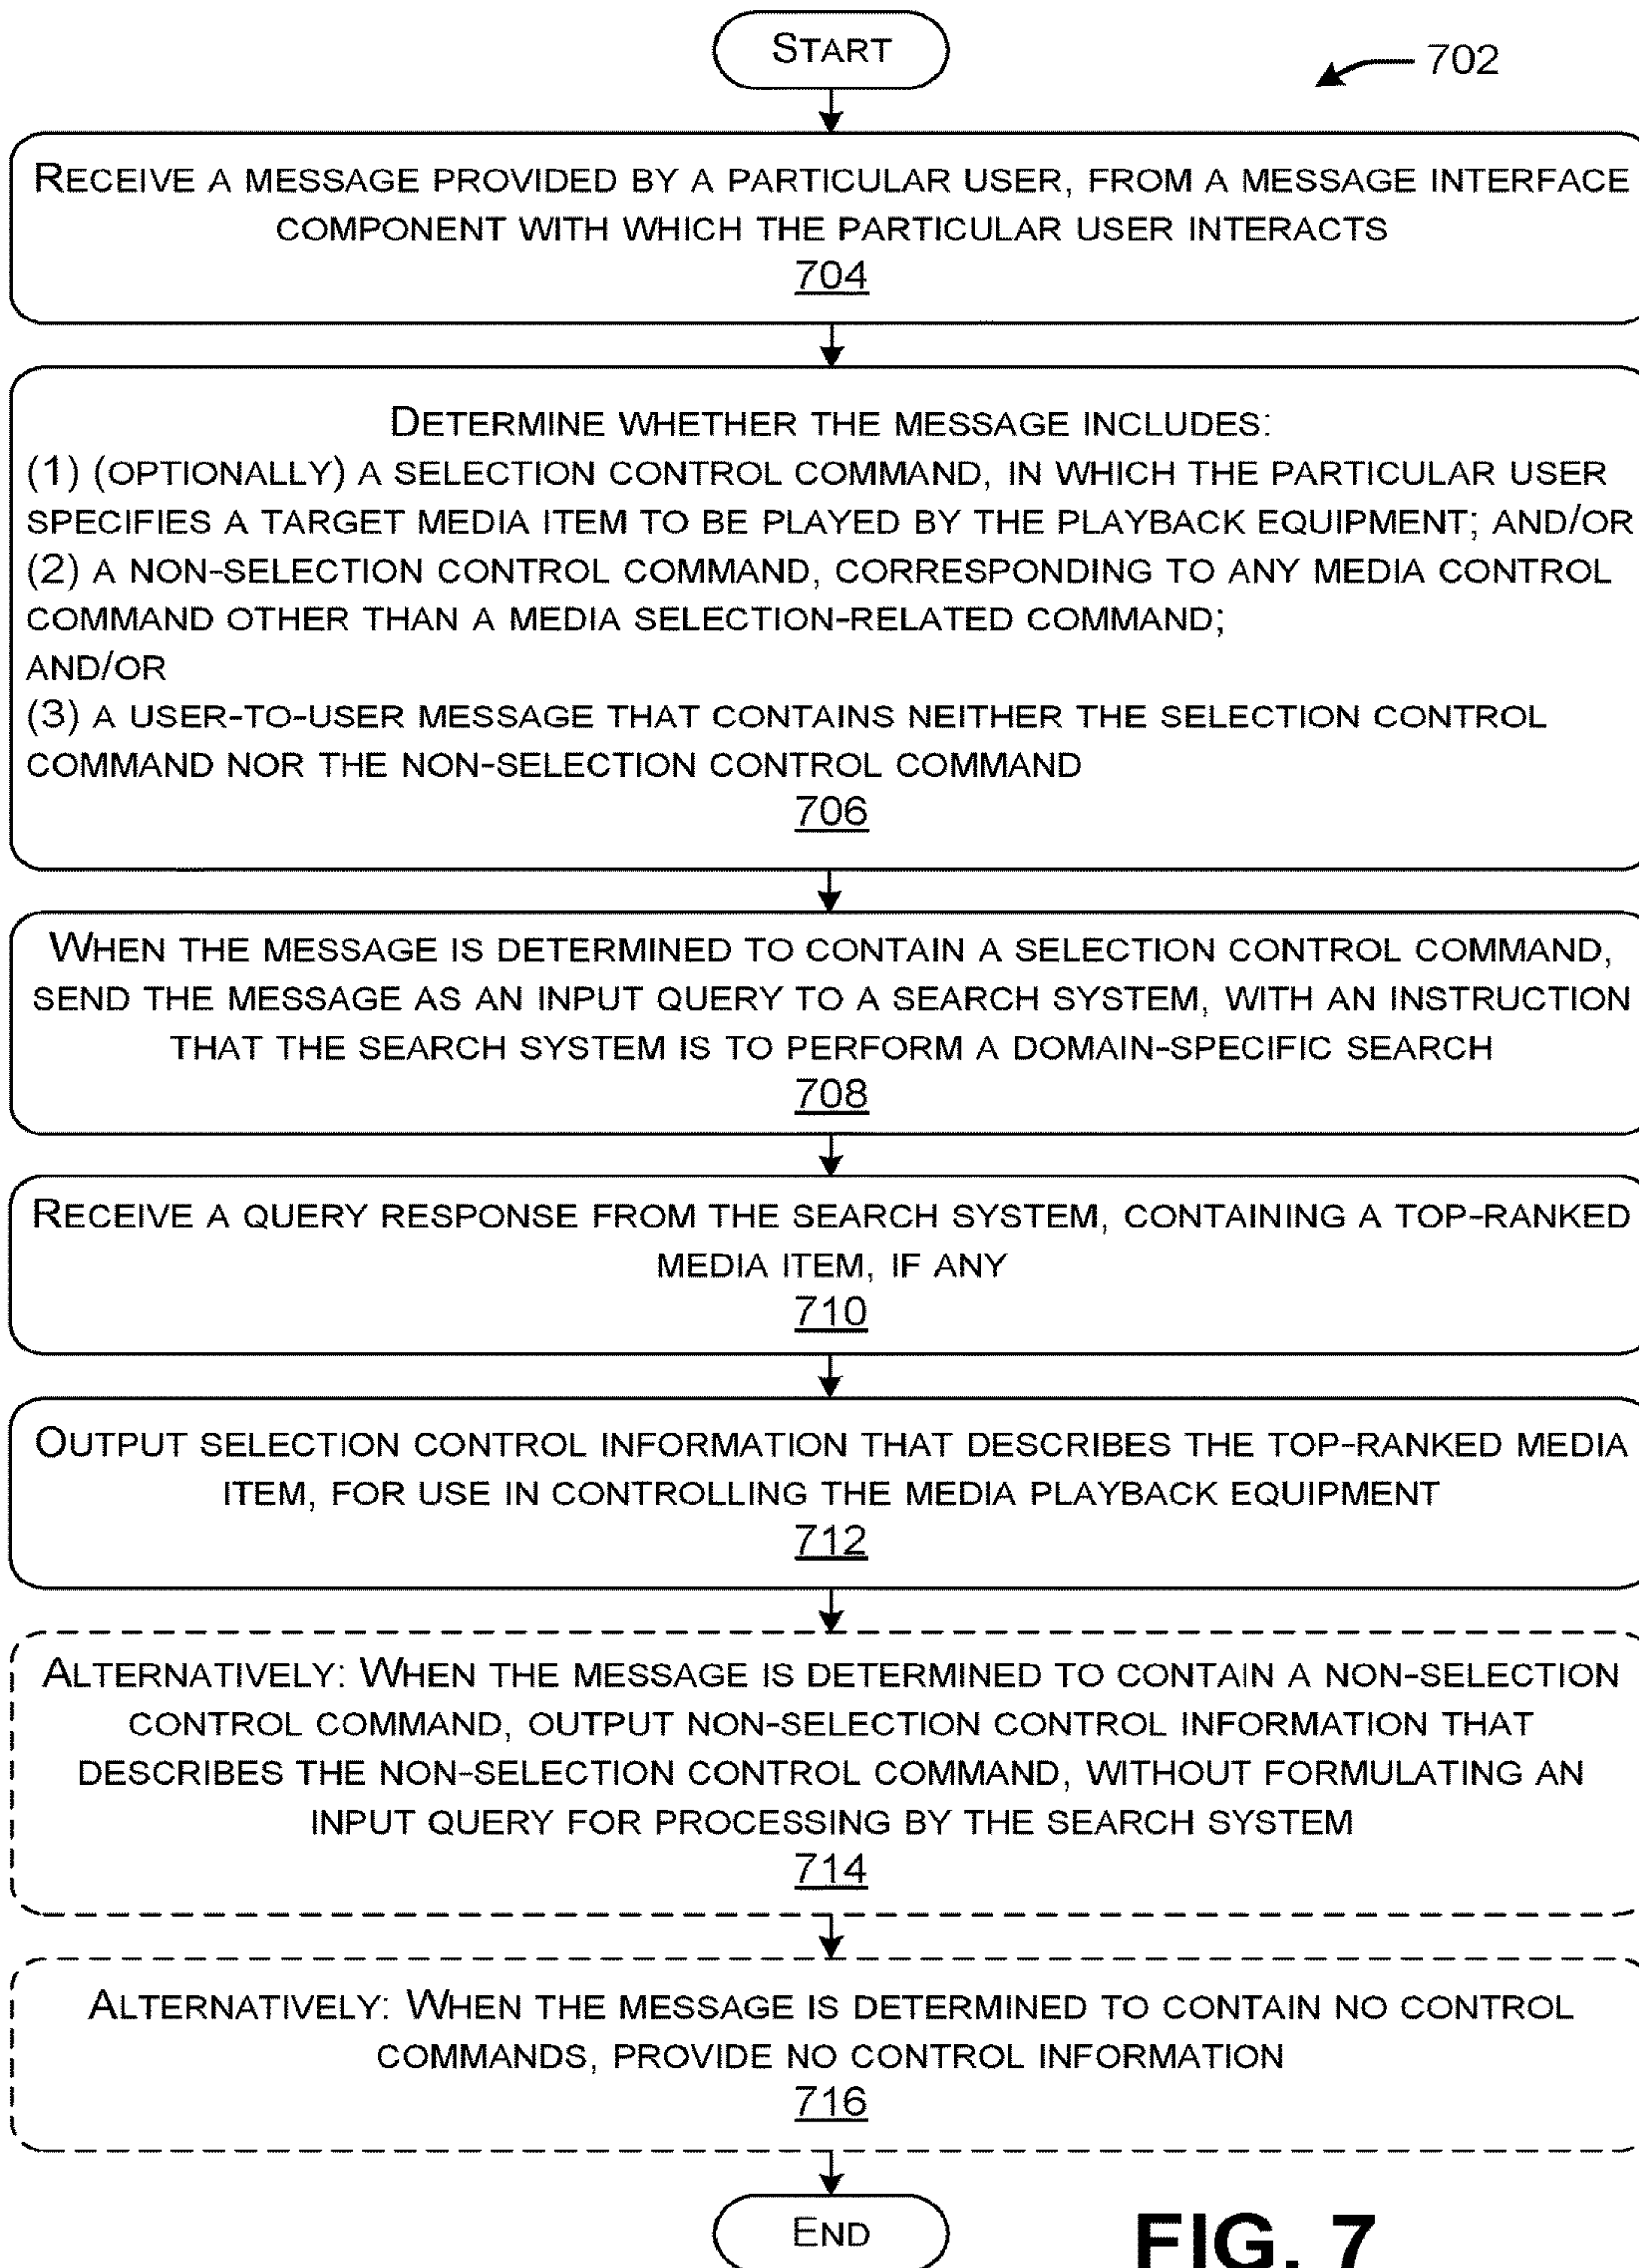 START
702
RECEIVE A MESSAGE PROVIDED BY A PARTICULAR USER, FROM A MESSAGE INTERFACE
COMPONENT WITH WHICH THE PARTICULAR USER INTERACTS
704
DETERMINE WHETHER THE MESSAGE INCLUDES:
(1) (OPTIONALLY) A SELECTION CONTROL COMMAND, IN WHICH THE PARTICULAR USER
SPECIFIES A TARGET MEDIA ITEM TO BE PLAYED BY THE PLAYBACK EQUIPMENT; AND/OR
(2) A NON-SELECTION CONTROL COMMAND, CORRESPONDING TO ANY MEDIA CONTROL
COMMAND OTHER THAN A MEDIA SELECTION-RELATED COMMAND;
AND/OR
(3) A USER-TO-USER MESSAGE THAT CONTAINS NEITHER THE SELECTION CONTROL
COMMAND NOR THE NON-SELECTION CONTROL COMMAND
706
WHEN THE MESSAGE IS DETERMINED TO CONTAIN A SELECTION CONTROL COMMAND,
SEND THE MESSAGE AS AN INPUT QUERY TO A SEARCH SYSTEM, WITH AN INSTRUCTION
THAT THE SEARCH SYSTEM IS TO PERFORM A DOMAIN-SPECIFIC SEARCH
708
RECEIVE A QUERY RESPONSE FROM THE SEARCH SYSTEM, CONTAINING A TOP-RANKED
MEDIA ITEM, IF ANY
710
OUTPUT SELECTION CONTROL INFORMATION THAT DESCRIBES THE TOP-RANKED MEDIA
ITEM, FOR USE IN CONTROLLING THE MEDIA PLAYBACK EQUIPMENT
712
ALTERNATIVELY: WHEN THE MESSAGE IS DETERMINED TO CONTAIN A NON-SELECTION
CONTROL COMMAND, OUTPUT NON-SELECTION CONTROL INFORMATION THAT
DESCRIBES THE NON-SELECTION CONTROL COMMAND, WITHOUT FORMULATING AN
INPUT QUERY FOR PROCESSING BY THE SEARCH SYSTEM
714
ALTERNATIVELY: WHEN THE MESSAGE IS DETERMINED TO CONTAIN NO CONTROL
COMMANDS, PROVIDE NO CONTROL INFORMATION
716
END
FIG. 7